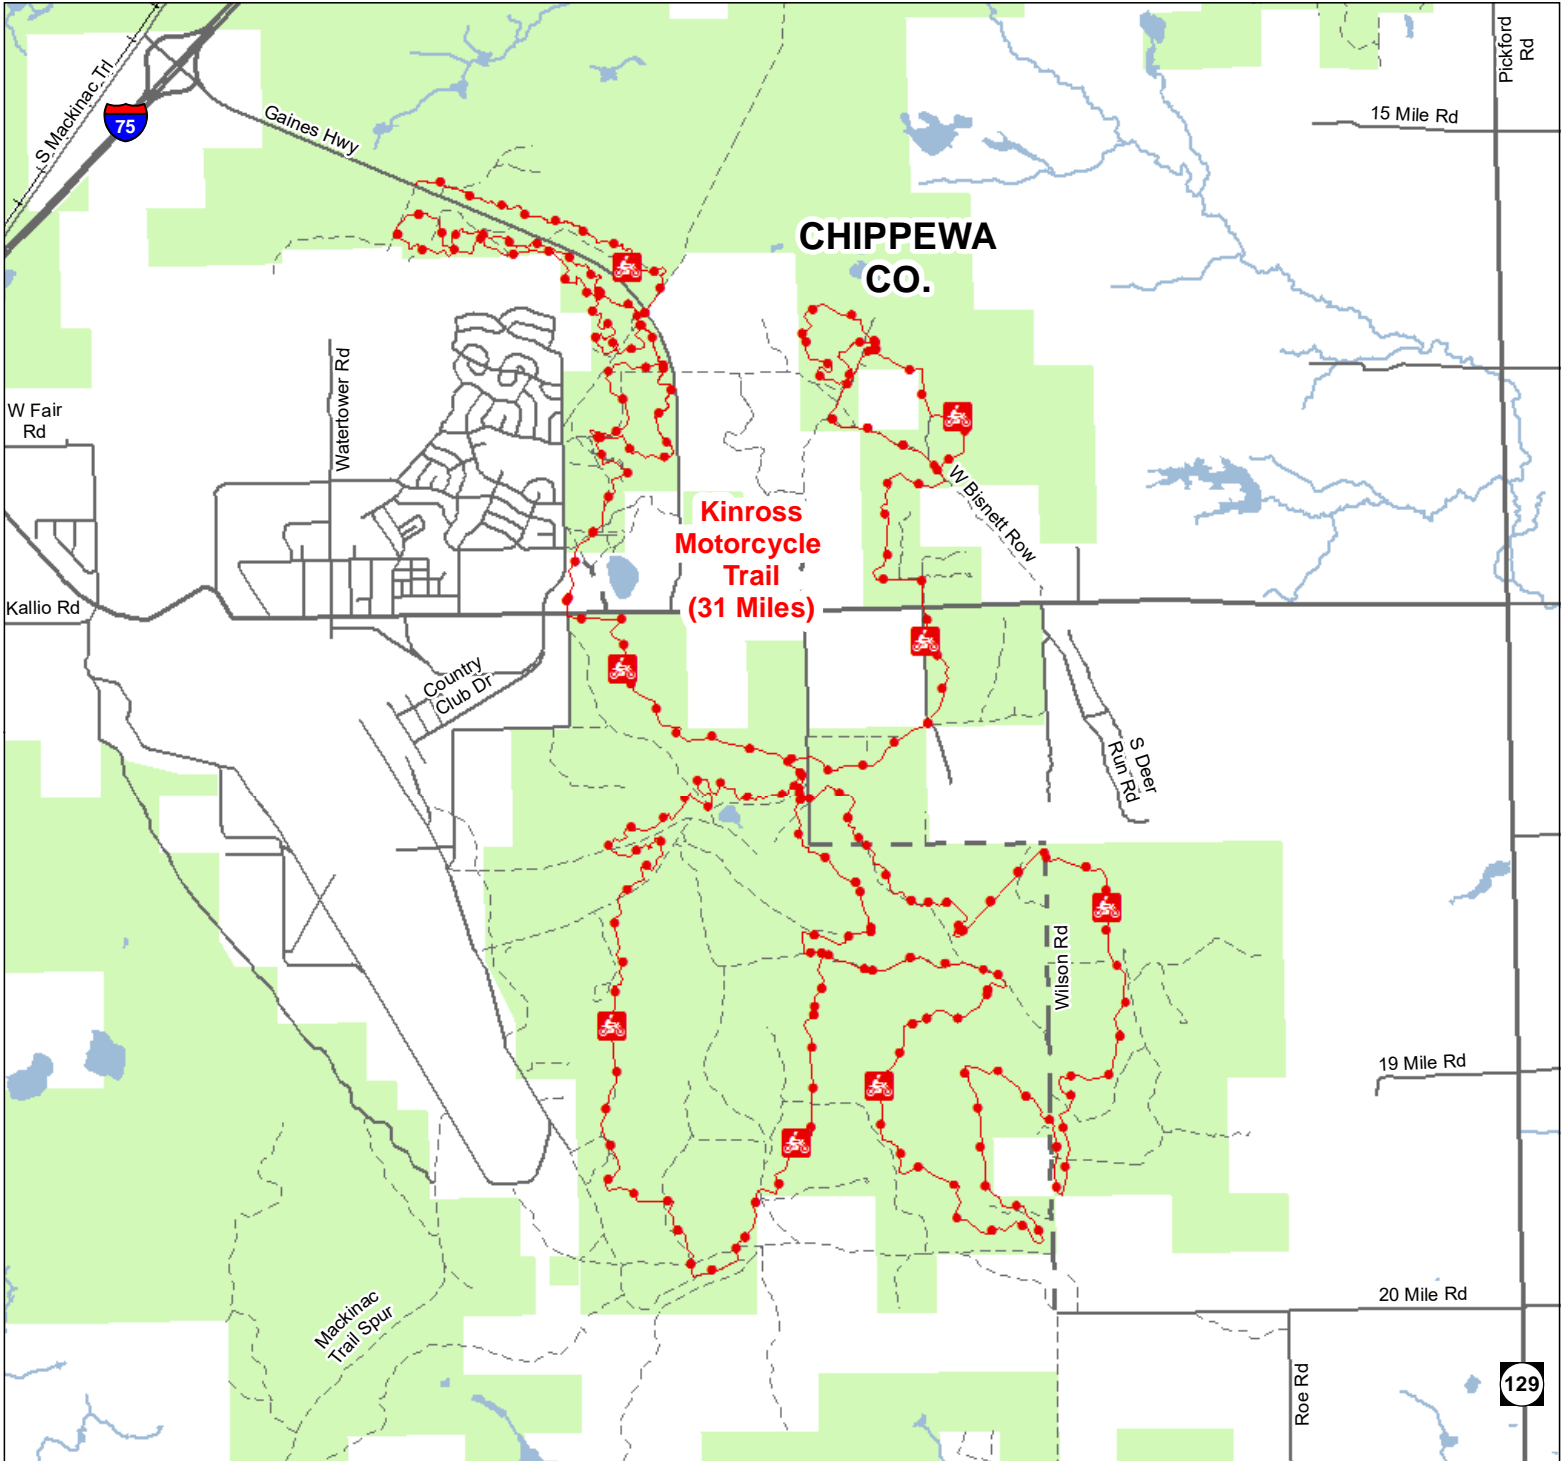 Pickford
Rd
S Mackinac Trl
75
Gaines Hwy
15 Mile Rd
CHIPPEWA
CO.
Watertower Rd
W Fair
Rd
W Bisnett Row
Kinross
Motorcycle
Trail
(31 Miles)
Kallio Rd
Country
Club Dr
S Deer
Run Rd
Wilson Rd
19 Mile Rd
20 Mile Rd
Mackinac
Trail Spur
Roe Rd
129